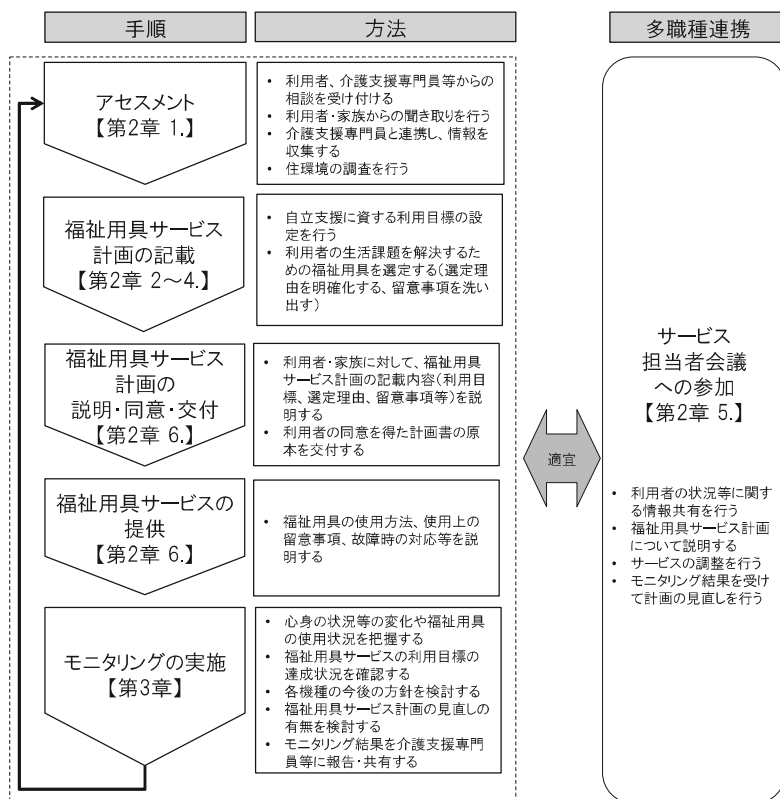 手順
方法
多職種連携
アセスメント
【第2章 1.】
・ 利用者、介護支援専門員等からの
相談を受け付ける
・ 利用者・家族からの聞き取りを行う
・ 介護支援専門員と連携し、情報を
収集する
・ 住環境の調査を行う
福祉用具サービス
計画の記載
【第2章 2～4.】
・ 自立支援に資する利用目標の設
定を行う
・ 利用者の生活課題を解決するた
めの福祉用具を選定する(選定理
由を明確化する、留意事項を洗い
出す)
福祉用具サービス
計画の
説明・同意・交付
【第2章 6.】
・ 利用者・家族に対して、福祉用具
サービス計画の記載内容(利用目
標、選定理由、留意事項等)を説
明する
・ 利用者の同意を得た計画書の原
本を交付する
福祉用具サービスの
提供
【第2章 6.】
・ 福祉用具の使用方法、使用上の
留意事項、故障時の対応等を説
明する
モニタリングの実施
【第3章】
・ 心身の状況等の変化や福祉用具
の使用状況を把握する
・ 福祉用具サービスの利用目標の
達成状況を確認する
・ 各機種の今後の方針を検討する
・ 福祉用具サービス計画の見直しの
有無を検討する
・ モニタリング結果を介護支援専門
員等に報告・共有する
適宜
サービス
担当者会議
への参加
【第2章 5.】
・ 利用者の状況等に関す
る情報共有を行う
・ 福祉用具サービス計画
について説明する
・ サービスの調整を行う
・ モニタリング結果を受け
て計画の見直しを行う